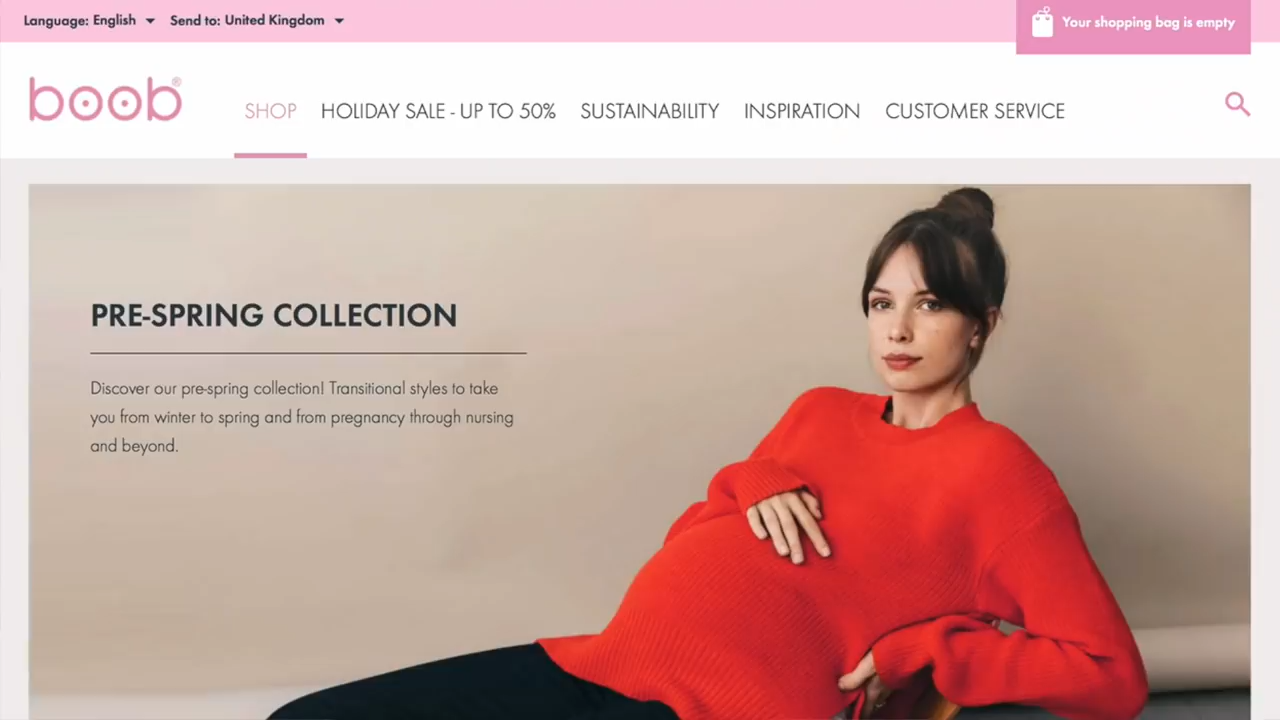 Language: English Send to: United Kingdom
Your shopping bag is empty
boob®
SHOP HOLIDAY SALE - UP TO 50% SUSTAINABILITY INSPIRATION CUSTOMER SERVICE
PRE-SPRING COLLECTION
Discover our pre-spring collection! Transitional styles to take
you from winter to spring and from pregnancy through nursing
and beyond.